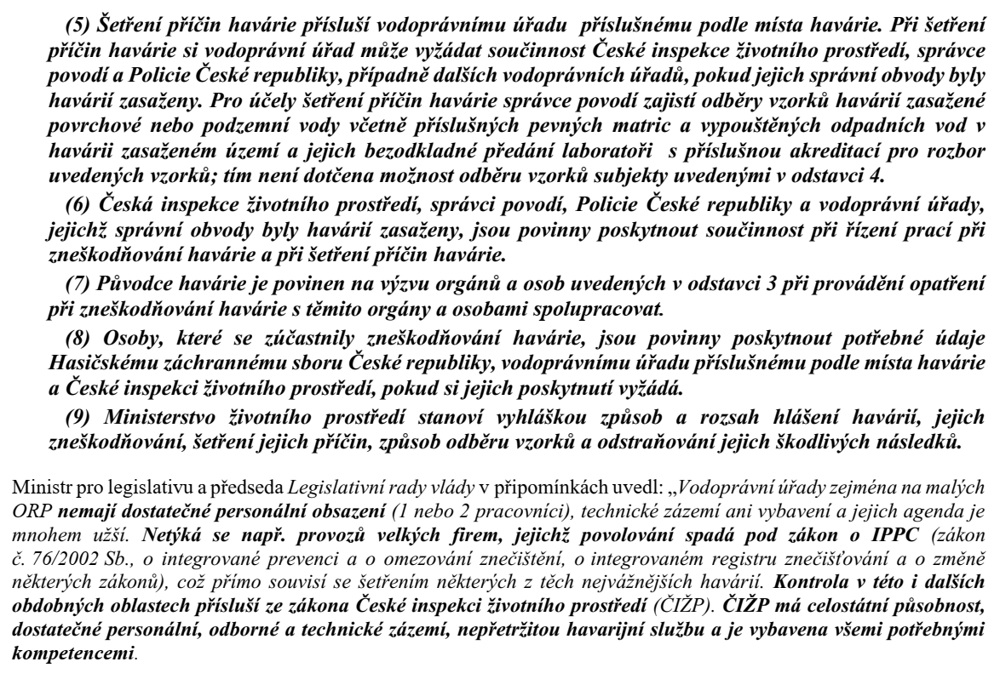 (5) Šetření příčin havárie přísluší vodoprávnímu úřadu příslušnému podle místa havárie. Při šetření
příčin havárie si vodoprávní úřad může vyžádat součinnost České inspekce životního prostředí, správce
povodí a Policie České republiky, případně dalších vodoprávních úřadů, pokud jejich správní obvody byly
havárií zasaženy. Pro účely šetření příčin havárie správce povodí zajistí odběry vzorků havárií zasažené
povrchové nebo podzemní vody včetně příslušných pevných matric a vypouštěných odpadních vod v
havárii zasaženém území a jejich bezodkladné předání laboratoři s příslušnou akreditací pro rozbor
uvedených vzorků; tím není dotčena možnost odběru vzorků subjekty uvedenými v odstavci 4.
(6) Česká inspekce životního prostředí, správci povodí, Policie České republiky a vodoprávní úřady,
jejichž správní obvody byly havárií zasaženy, jsou povinny poskytnout součinnost při řízení prací při
zneškodňování havárie a při šetření příčin havárie.
(7) Původce havárie je povinen na výzvu orgánů a osob uvedených v odstavci 3 při provádění opatření
při zneškodňování havárie s těmito orgány a osobami spolupracovat.
(8) Osoby, které se zúčastnily zneškodňování havárie, jsou povinny poskytnout potřebné údaje
Hasičskému záchrannému sboru České republiky, vodoprávnímu úřadu příslušnému podle místa havárie
a České inspekci životního prostředí, pokud si jejich poskytnutí vyžádá.
(9) Ministerstvo životního prostředí stanoví vyhláškou způsob a rozsah hlášení havárií, jejich
zneškodňování, šetření jejich příčin, způsob odběru vzorků a odstraňování jejich škodlivých následků.
Ministr pro legislativu a předseda Legislativní rady vlády v připomínkách uvedl: „Vodoprávní úřady zejména na malých
ORP nemají dostatečné personální obsazení (1 nebo 2 pracovníci), technické zázemí ani vybavení a jejich agenda je
mnohem užší. Netýká se např. provozů velkých firem, jejichž povolování spadá pod zákon o IPPC (zákon
č. 76/2002 Sb., o integrované prevenci a o omezování znečištění, o integrovaném registru znečišťování a o změně
některých zákonů), což přímo souvisí se šetřením některých z těch nejvážnějších havárií. Kontrola v této i dalších
obdobných oblastech přísluší ze zákona České inspekci životního prostředí (ČIŽP). ČIŽP má celostátní působnost,
dostatečné personální, odborné a technické zázemí, nepřetržitou havarijní službu a je vybavena všemi potřebnými
kompetencemi.